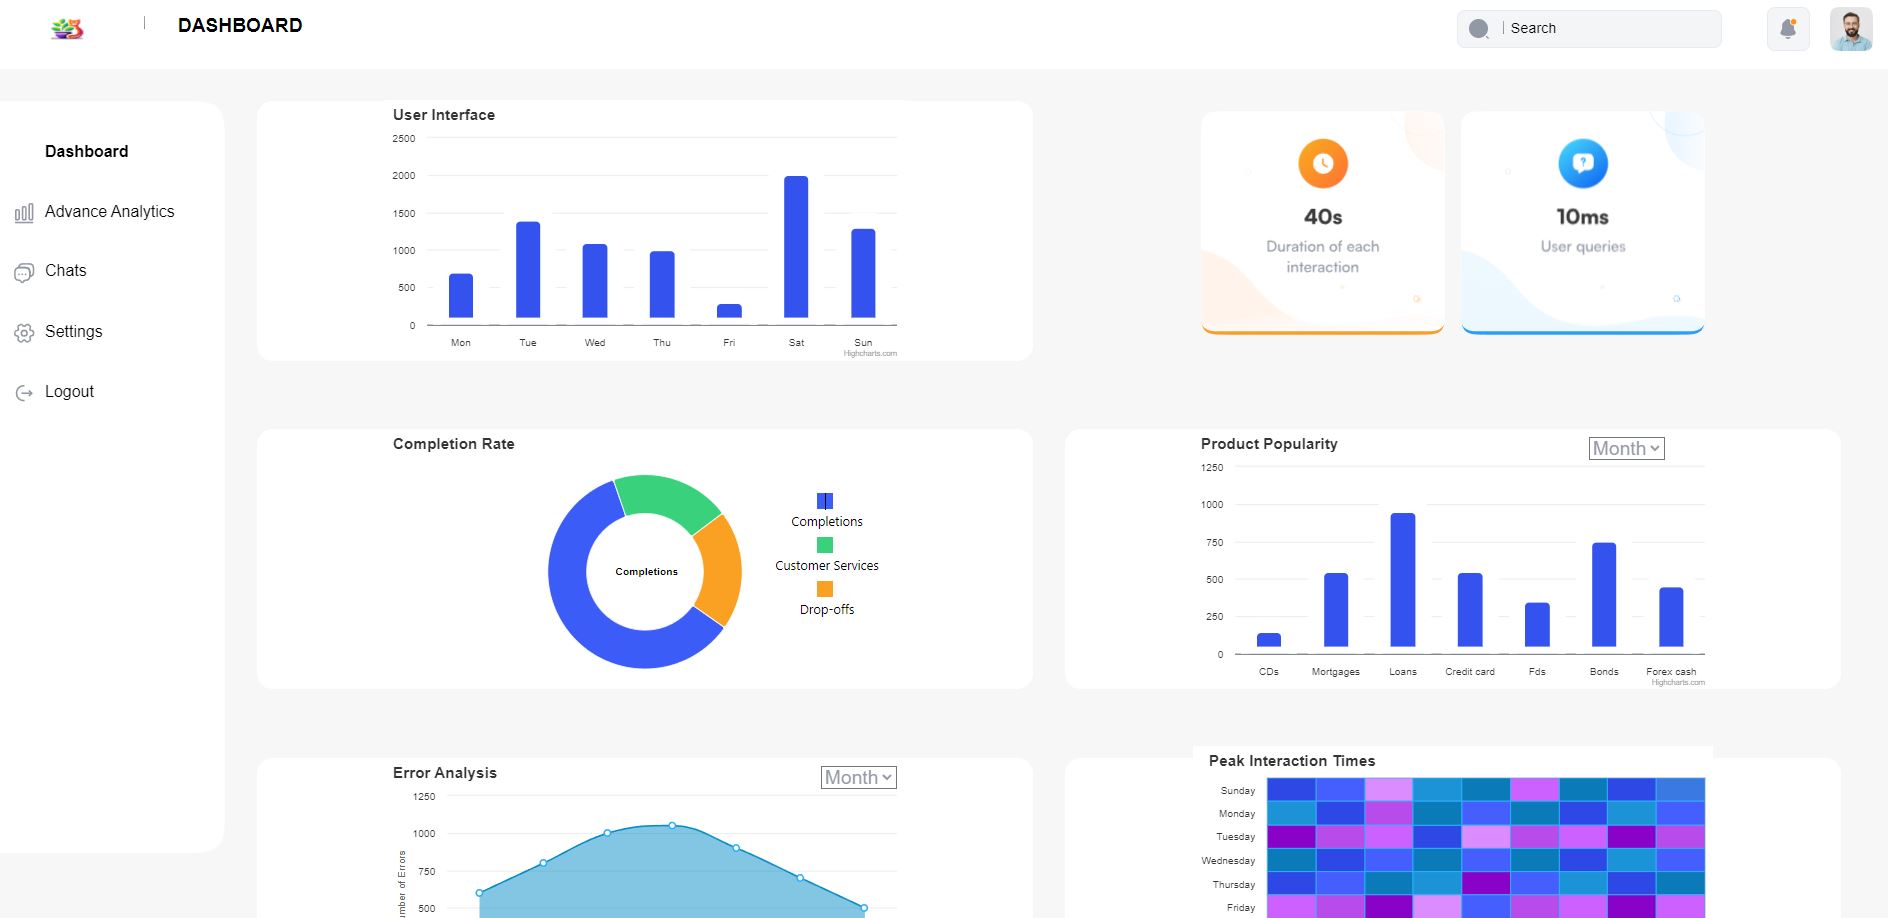 DASHBOARD
Search
Dashboard
Advance Analytics
Chats
Settings
Logout
User Interface
2500
2000
1500
1000
500
0
Mon Tue Wed Thu Fri Sat Sun
Highcharts.com
40s
Duration of each
interaction
10ms
User queries
Completion Rate
Completions
Completions
Customer Services
Drop-offs
Product Popularity
Month
1250
1000
750
500
250
0
CDs Mortgages Loans Credit card Fds Bonds Forex cash
Highcharts.com
Error Analysis
Month
1250
1000
750
500
of Errors
Peak Interaction Times
Sunday
Monday
Tuesday
Wednesday
Thursday
Friday